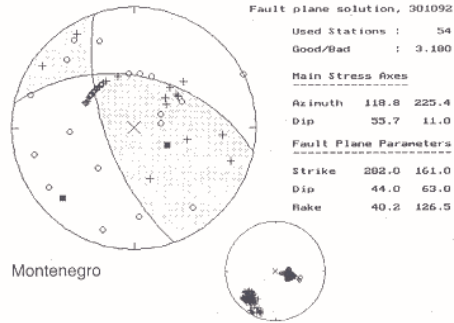 Fault plane solution, 301092
Used Stations : 54
Good/Bad : 3.180
Main Stress Axes
Azimuth 118.8 225.4
Dip 55.7 11.0
Fault Plane Parameters
Strike 282.0 161.0
Dip 44.0 63.0
Rake 40.2 126.5
Montenegro